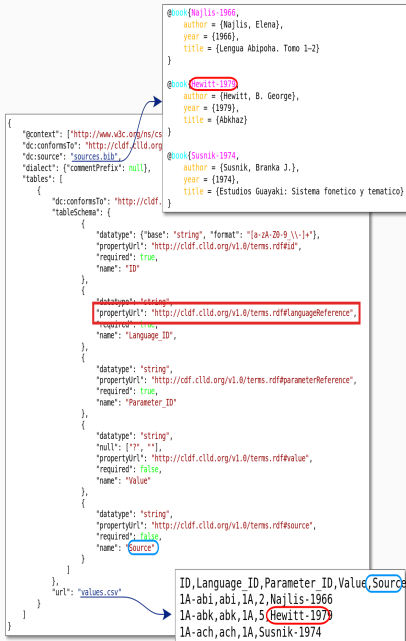 @book{Najlis-1966,
author = {Najlis, Elena},
year = {1966},
title = {Lengua Abipoha. Tomo 1–2}
}
@book{Hewitt-1979,
author = {Hewitt, B. George},
year = {1979},
title = {Abkhaz}
}
@book{Susnik-1974,
author = {Susnik, Branka J.},
year = {1974},
title = {Estudios Guayaki: Sistema fonetico y tematico}
}
{
"@context": ["http://www.w3c.org/ns/cs
"dc:conformsTo": "http://cldf.clld.org
"dc:source": "sources.bib",
"dialect": {"commentPrefix": null},
"tables": [
{
"dc:conformsTo": "http://cldf.
"tableSchema": {
{
"datatype": {"base": "string", "format": "[a-zA-Z0-9_\\-]+"},
"propertyUrl": "http://cldf.clld.org/v1.0/terms.rdf#id",
"required": true,
"name": "ID"
},
{
"datatype": "string",
"propertyUrl": "http://cldf.clld.org/v1.0/terms.rdf#languageReference",
"required": true,
"name": "Language_ID",
},
{
"datatype": "string",
"propertyUrl": "http://cdf.clld.org/v1.0/terms.rdf#parameterReference",
"required": true,
"name": "Parameter_ID"
},
{
"datatype": "string",
"null": ["?", ""],
"propertyUrl": "http://cldf.clld.org/v1.0/terms.rdf#value",
"required": false,
"name": "Value"
},
{
"datatype": "string",
"propertyUrl": "http://cldf.clld.org/v1.0/terms.rdf#source",
"required": false,
"name": "Source"
}
]
},
"url": "values.csv"
}
]
}
ID,Language_ID,Parameter_ID,Value,Source
1A-abi,abi,1A,2,Najlis-1966
1A-abk,abk,1A,5,Hewitt-1979
1A-ach,ach,1A,Susnik-1974